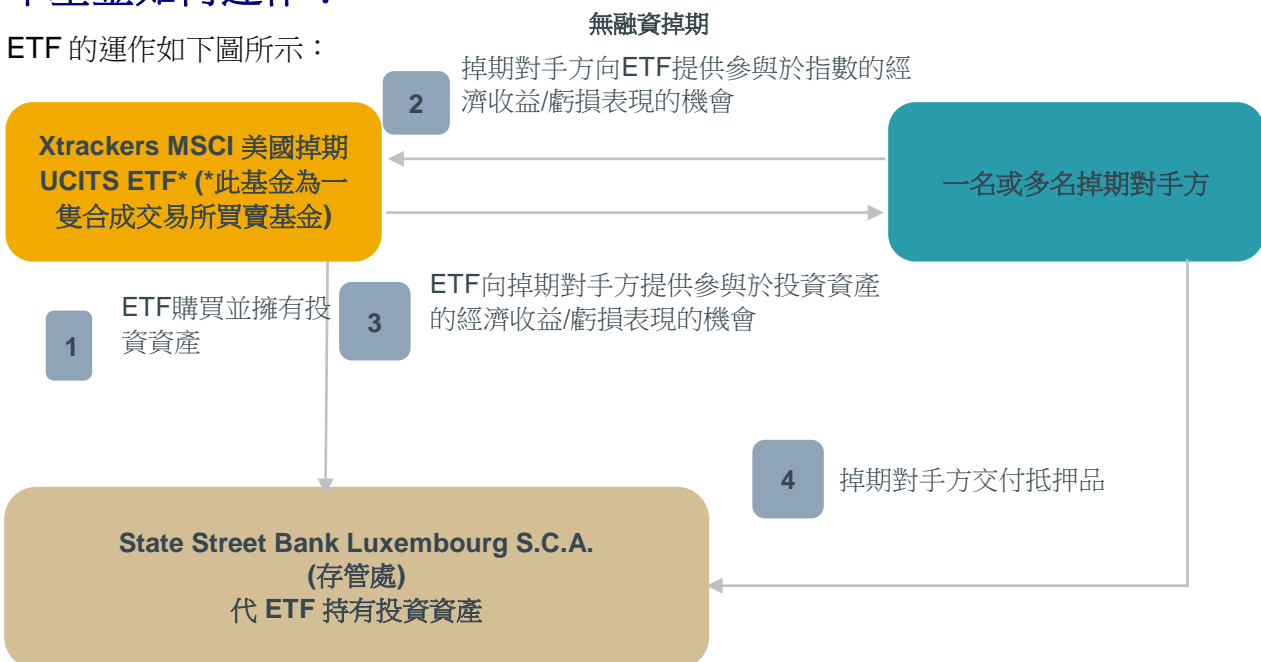 本基金如何運作？
無融資掉期
ETF 的運作如下圖所示：
掉期對手方向ETF提供參與於指數的經
濟收益/虧損表現的機會
2
Xtrackers MSCI 美國掉期
UCITS ETF* (*此基金為一
隻合成交易所買賣基金)
一名或多名掉期對手方
ETF購買並擁有投
資資產
1
3
ETF向掉期對手方提供參與於投資資產
的經濟收益/虧損表現的機會
4
掉期對手方交付抵押品
State Street Bank Luxembourg S.C.A.
(存管處)
代 ETF 持有投資資產